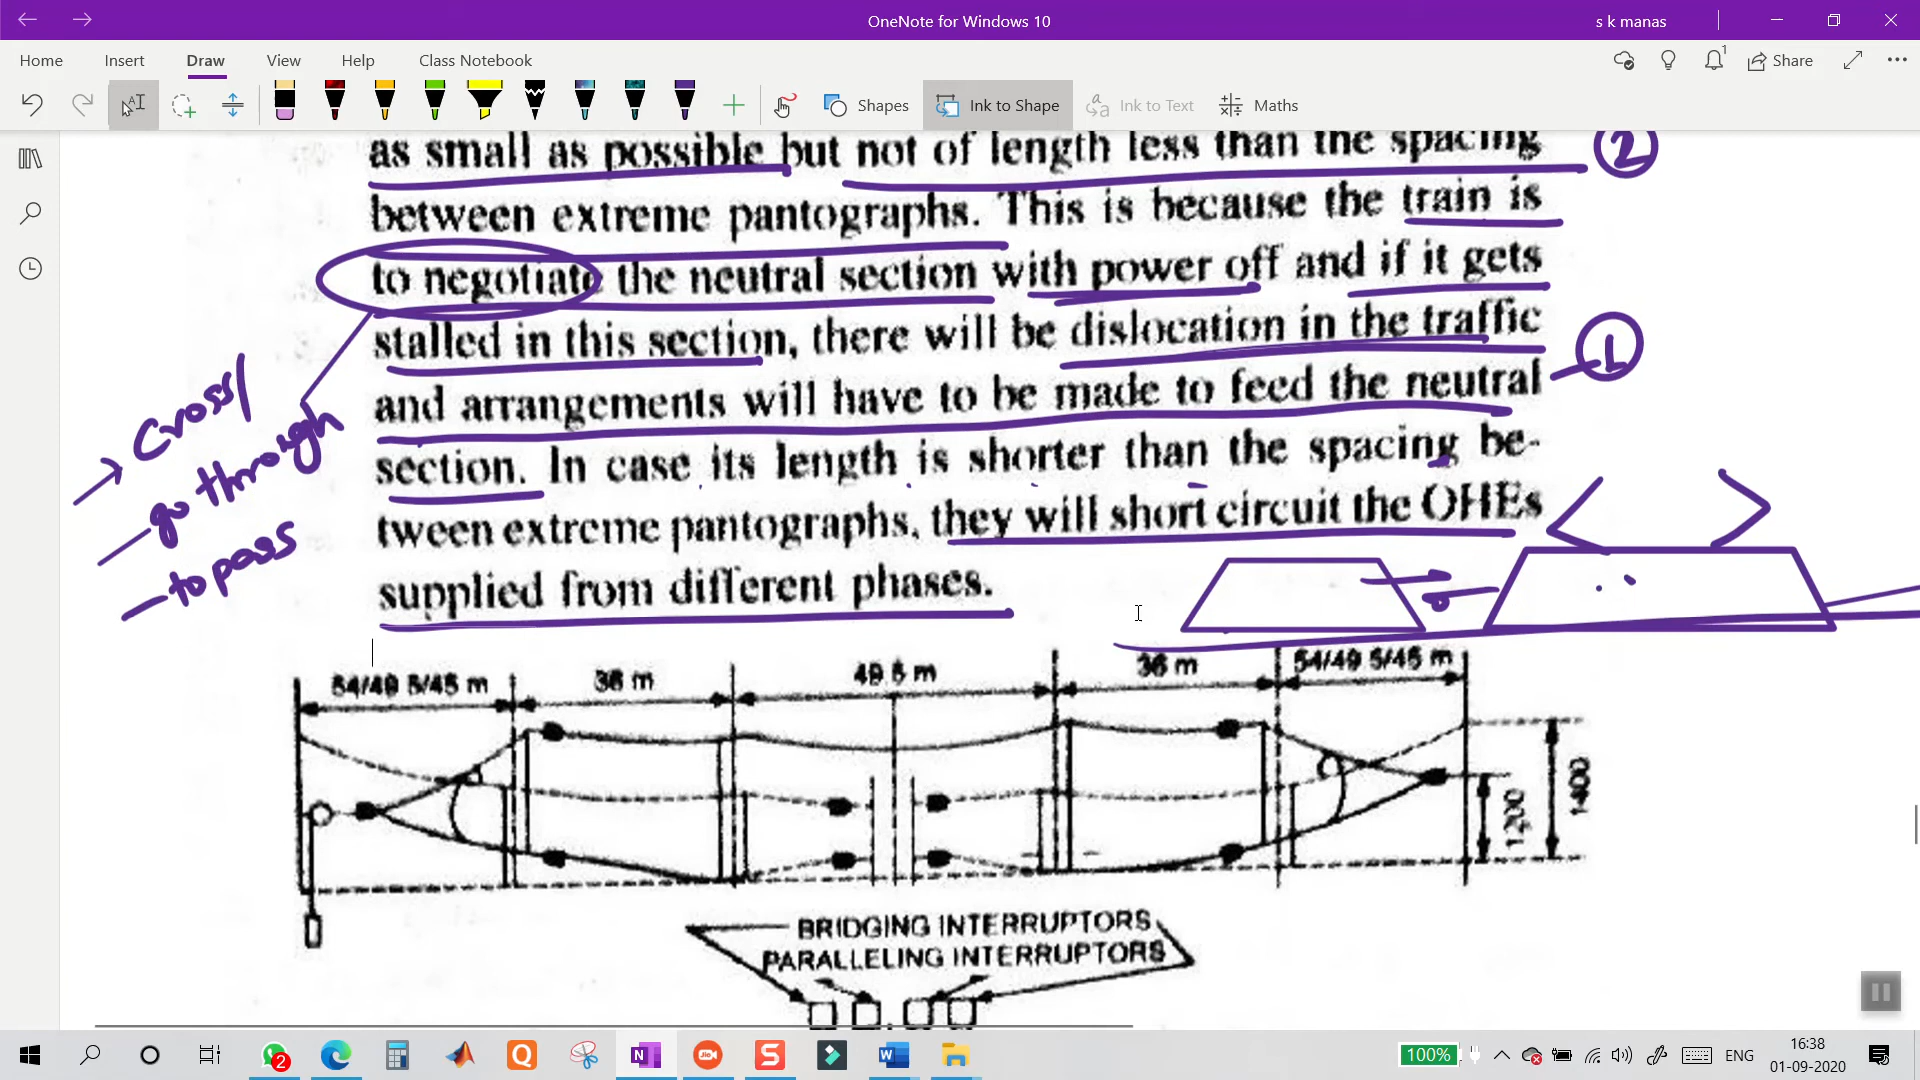 OneNote for Windows 10
s k manas
Home Insert Draw View Help Class Notebook
1 Share
Shapes Ink to Shape Ink to Text Maths
as small as possible but not of length less than the spacing 2
between extreme pantographs. This is because the train is
to negotiate the neutral section with power off and if it gets
stalled in this section, there will be dislocation in the traffic 1
and arrangements will have to be made to feed the neutral
section. In case its length is shorter than the spacing be-
tween extreme pantographs, they will short circuit the OHEs
supplied from different phases.
cross/
go through
to pass
54/49 5/45 m 36 m 49 5 m 36 m 54/49 5/45 m
1200
BRIDGING INTERRUPTORS
PARALLELING INTERRUPTORS
2 100% ENG 16:38
01-09-2020